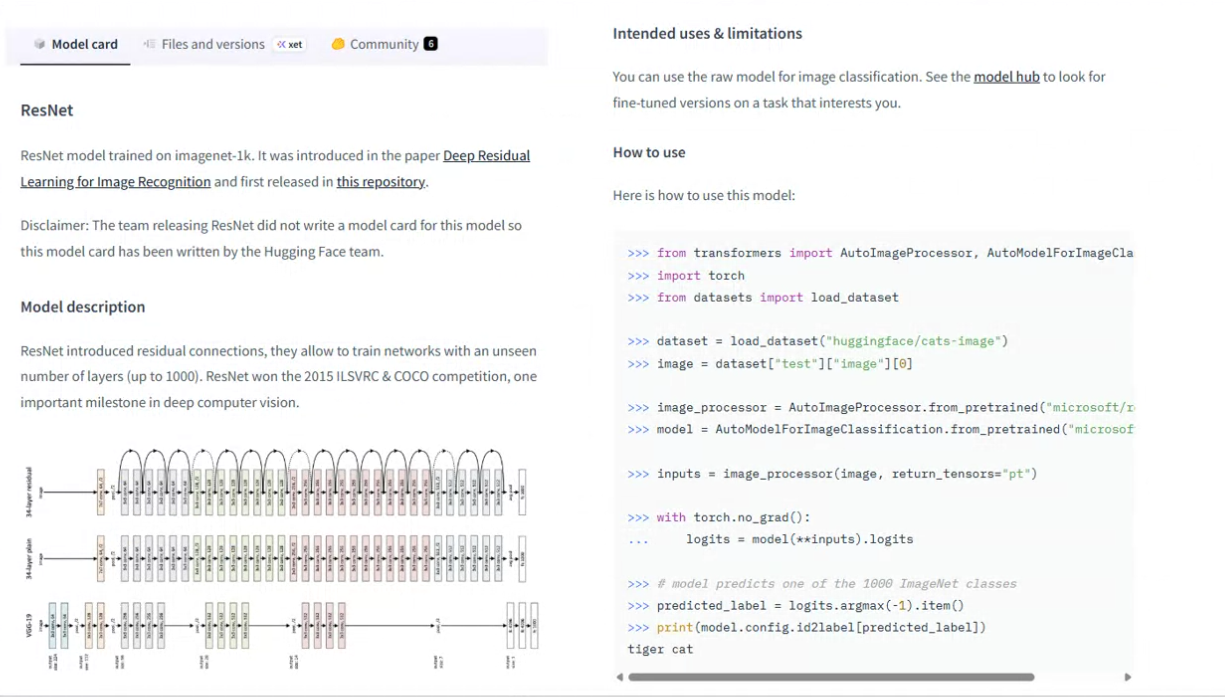 Model card
Files and versions
xet
Community
6
ResNet
ResNet model trained on imagenet-1k. It was introduced in the paper Deep Residual
Learning for Image Recognition and first released in this repository.
Disclaimer: The team releasing ResNet did not write a model card for this model so
this model card has been written by the Hugging Face team.
Model description
ResNet introduced residual connections, they allow to train networks with an unseen
number of layers (up to 1000). ResNet won the 2015 ILSVRC & COCO competition, one
important milestone in deep computer vision.
34-layer residual
34-layer plain
VGG-19
Intended uses & limitations
You can use the raw model for image classification. See the model hub to look for
fine-tuned versions on a task that interests you.
How to use
Here is how to use this model:
>>> from transformers import AutoImageProcessor, AutoModelForImageCla
>>> import torch
>>> from datasets import load_dataset
>>> dataset = load_dataset("huggingface/cats-image")
>>> image = dataset["test"]["image"][0]
>>> image_processor = AutoImageProcessor.from_pretrained("microsoft/r
>>> model = AutoModelForImageClassification.from_pretrained("microsof
>>> inputs = image_processor(image, return_tensors="pt")
>>> with torch.no_grad():
...     logits = model(**inputs).logits
>>> # model predicts one of the 1000 ImageNet classes
>>> predicted_label = logits.argmax(-1).item()
>>> print(model.config.id2label[predicted_label])
tiger cat